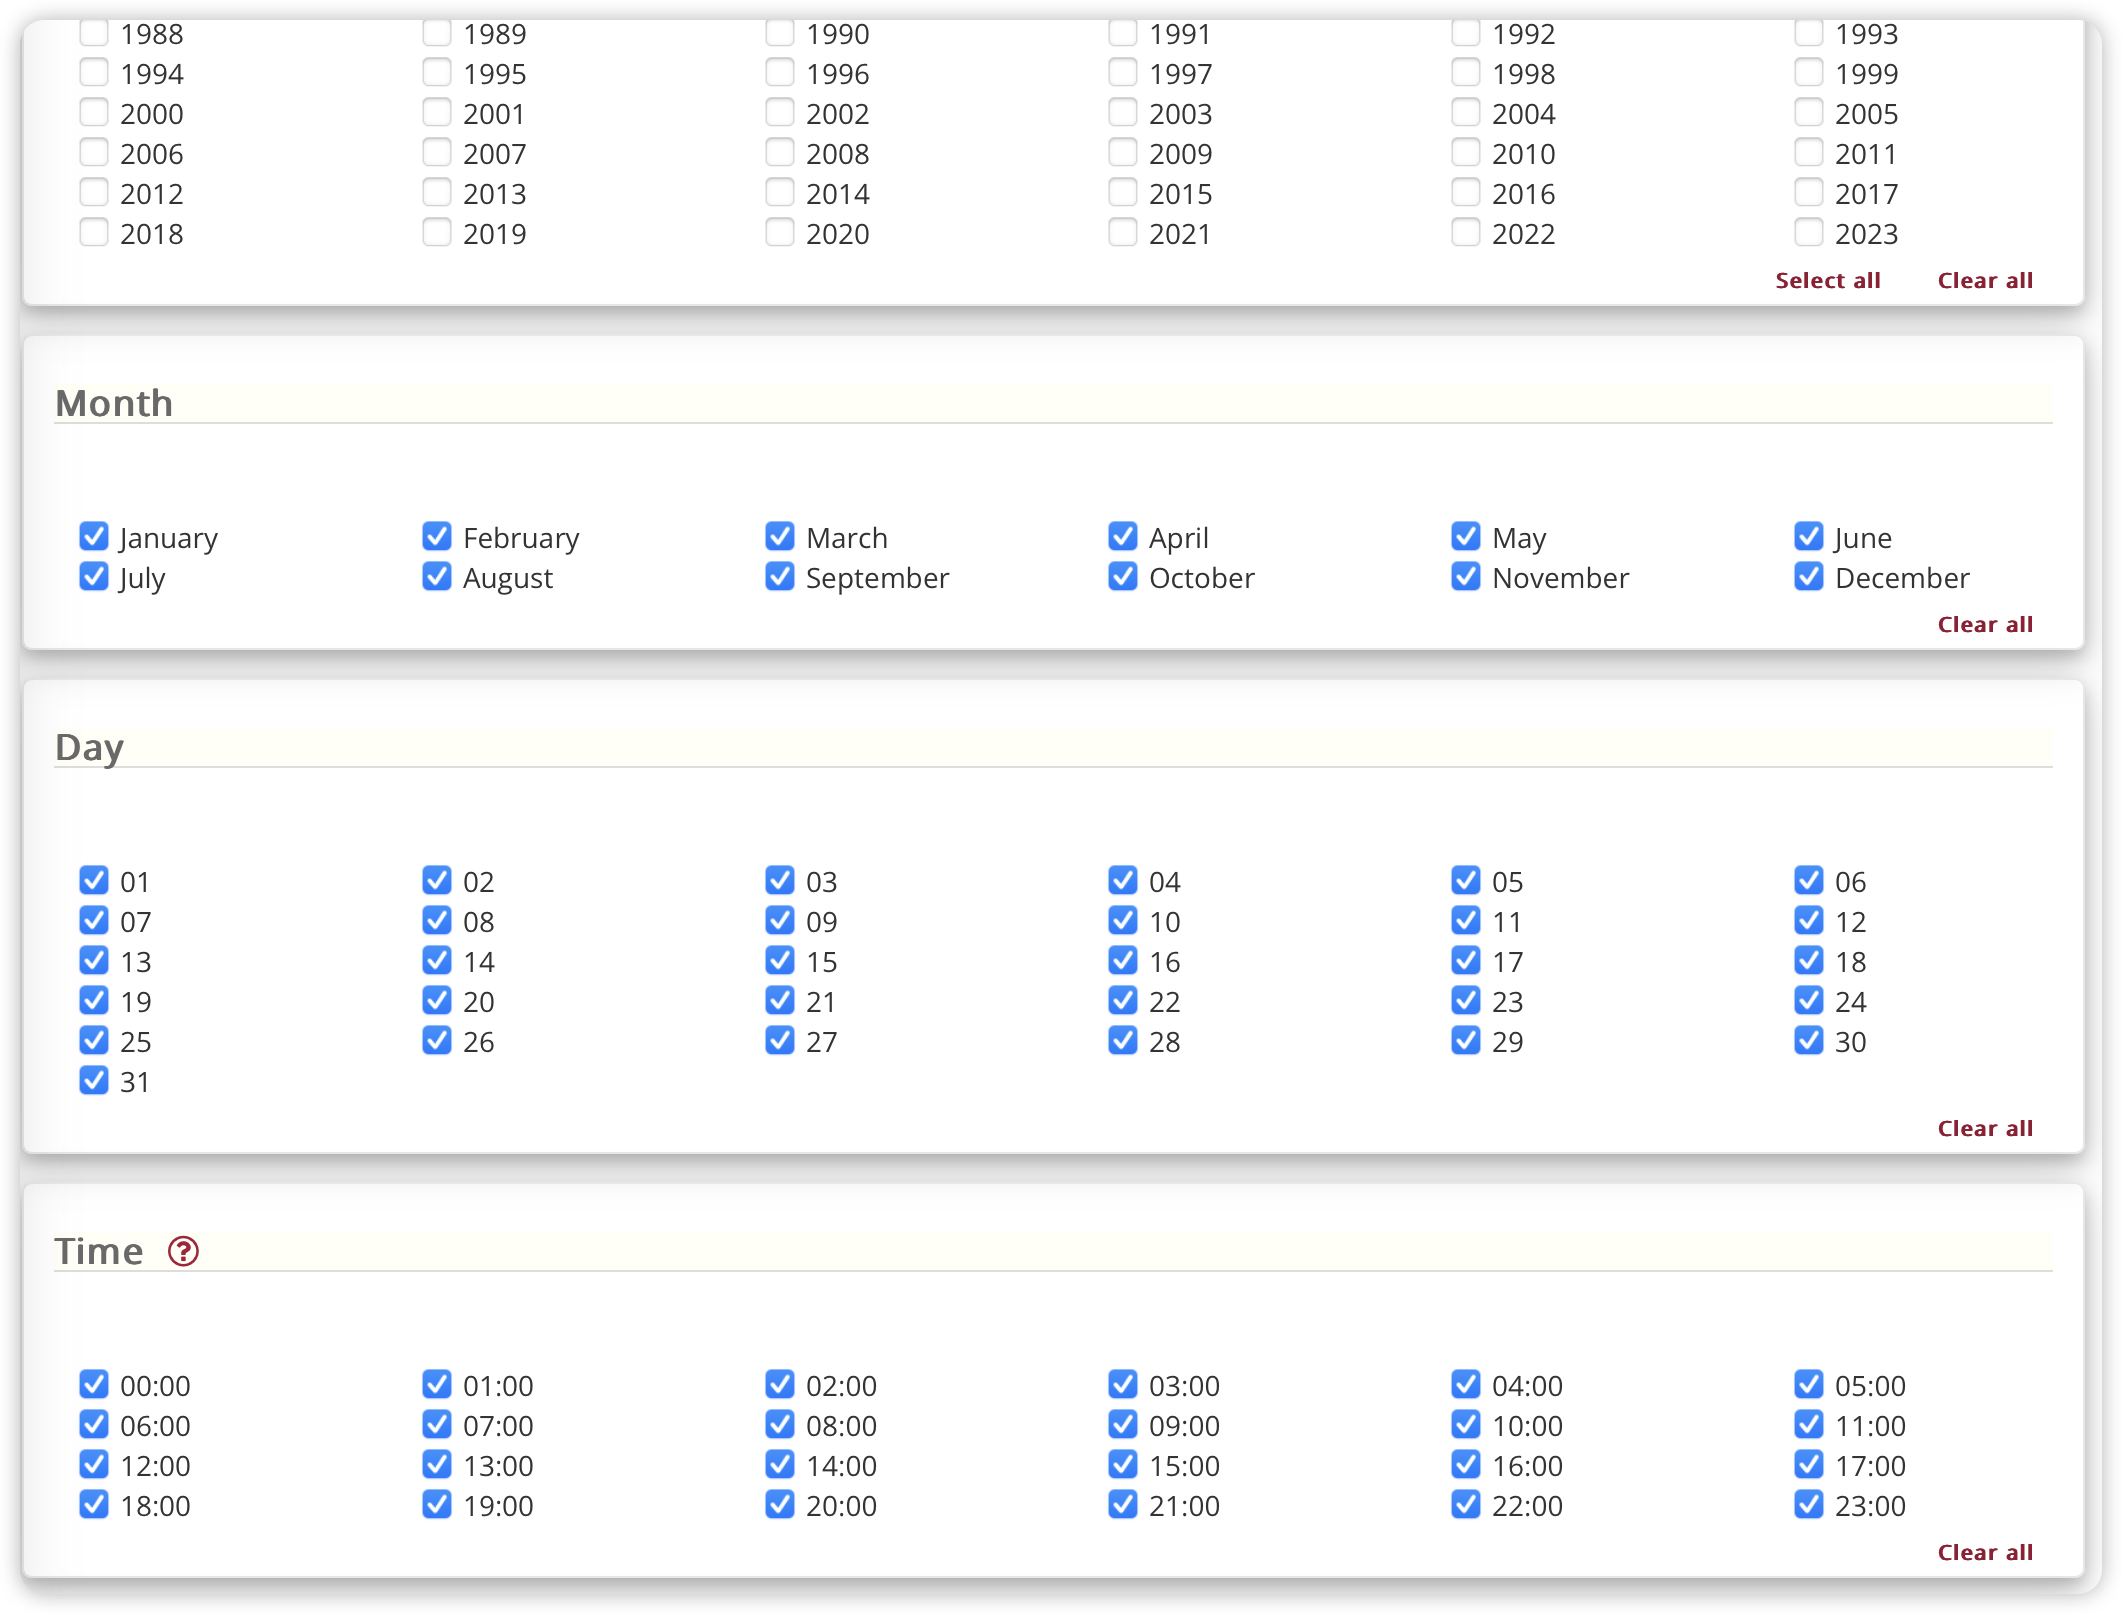 1988 1989 1990 1991 1992 1993
1994 1995 1996 1997 1998 1999
2000 2001 2002 2003 2004 2005
2006 2007 2008 2009 2010 2011
2012 2013 2014 2015 2016 2017
2018 2019 2020 2021 2022 2023
Select all Clear all
Month
January February March April May June
July August September October November December
Clear all
Day
01 02 03 04 05 06
07 08 09 10 11 12
13 14 15 16 17 18
19 20 21 22 23 24
25 26 27 28 29 30
31
Clear all
Time ?
00:00 01:00 02:00 03:00 04:00 05:00
06:00 07:00 08:00 09:00 10:00 11:00
12:00 13:00 14:00 15:00 16:00 17:00
18:00 19:00 20:00 21:00 22:00 23:00
Clear all